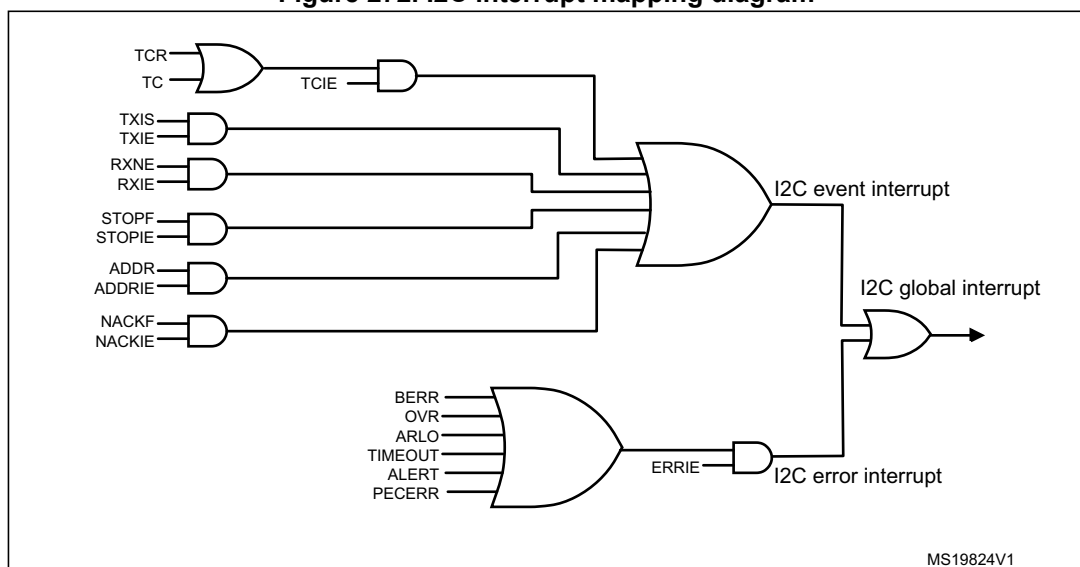 Figure 272. I2C interrupt mapping diagram
TCR
TC
TCIE
TXIS
TXIE
RXNE
RXIE
STOPF
STOPIE
ADDR
ADDRIE
NACKF
NACKIE
I2C event interrupt
I2C global interrupt
BERR
OVR
ARLO
TIMEOUT
ALERT
PECERR
ERRIE
I2C error interrupt
MS19824V1